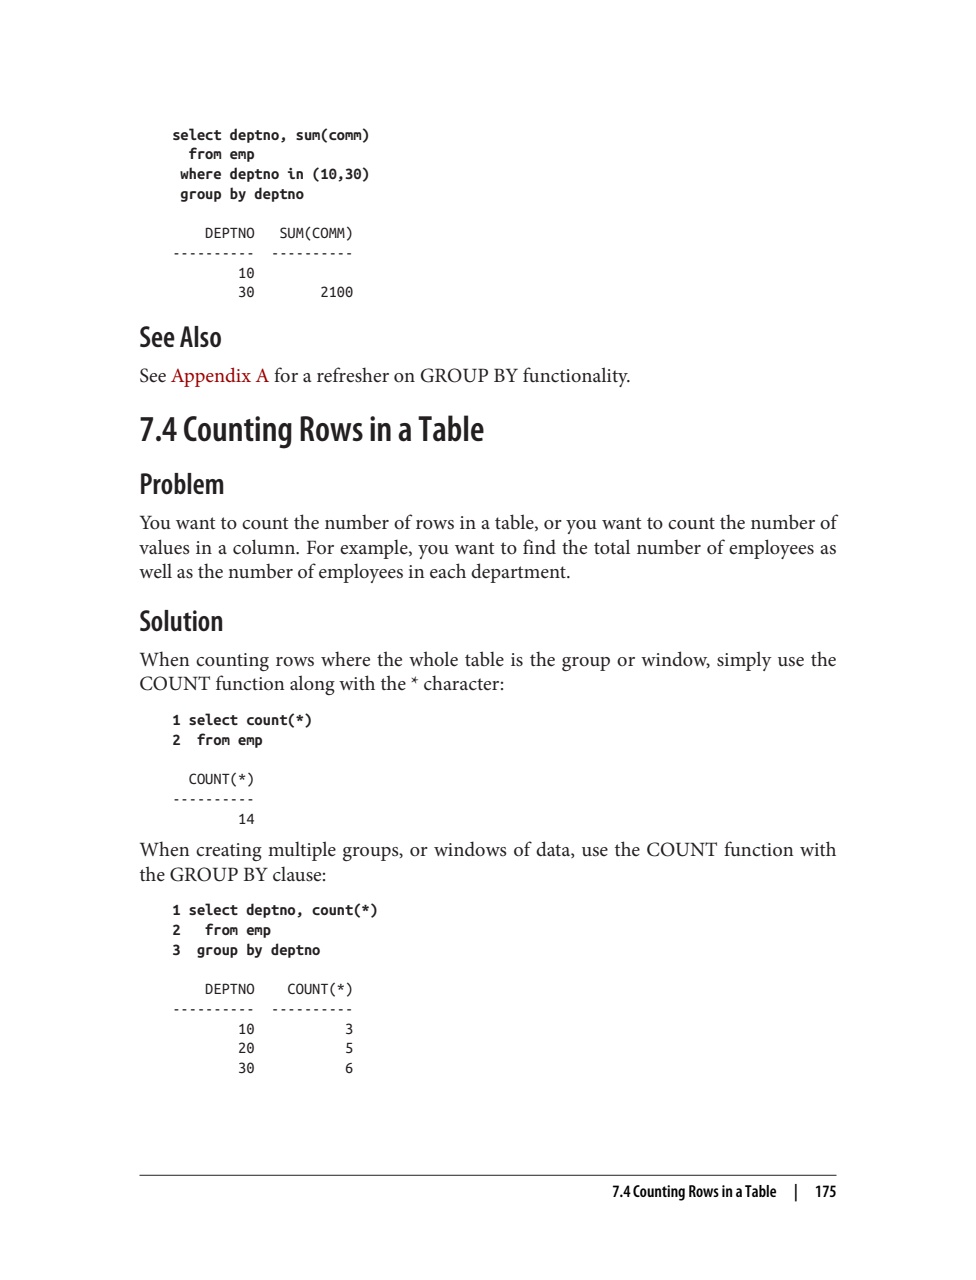 select deptno, sum(comm)
  from emp
 where deptno in (10,30)
 group by deptno

    DEPTNO   SUM(COMM)
----------  ----------
        10
        30        2100
See Also
See Appendix A for a refresher on GROUP BY functionality.
7.4 Counting Rows in a Table
Problem
You want to count the number of rows in a table, or you want to count the number of
values in a column. For example, you want to find the total number of employees as
well as the number of employees in each department.
Solution
When counting rows where the whole table is the group or window, simply use the
COUNT function along with the * character:
1 select count(*)
2  from emp

  COUNT(*)
----------
        14
When creating multiple groups, or windows of data, use the COUNT function with
the GROUP BY clause:
1 select deptno, count(*)
2   from emp
3  group by deptno

    DEPTNO    COUNT(*)
----------  ----------
        10           3
        20           5
        30           6
7.4 Counting Rows in a Table | 175